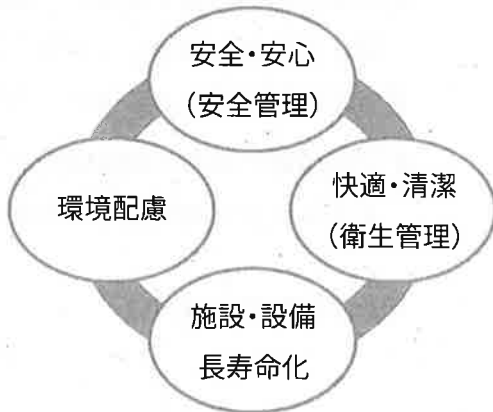 安全・安心
(安全管理)
快適・清潔
(衛生管理)
環境配慮
施設・設備
長寿命化